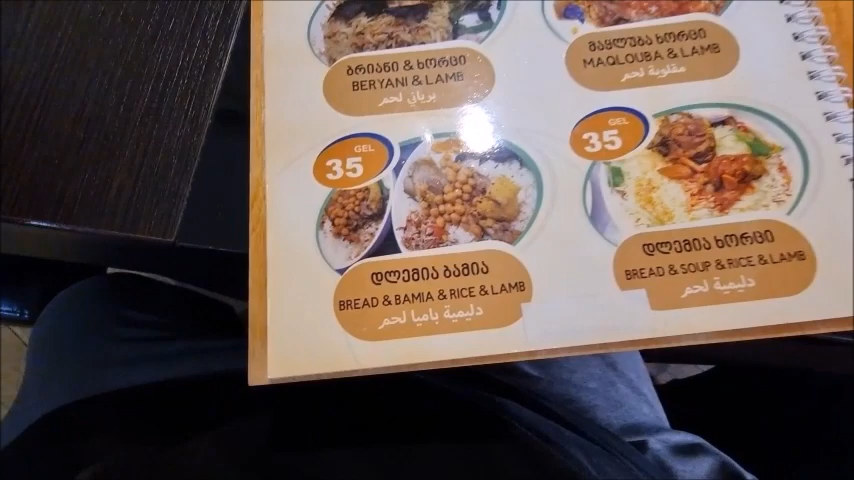 ბრიანი & ხორცი
BERYANI & LAMB
برياني لحم
მაყლუბა ხორცი
MAQLOUBA & LAMB
مقلوبة لحم
GEL
35
დლემია ბამია
BREAD & BAMIA & RICE & LAMB
دليمية باميا لحم
GEL
35
დლემია ხორცი
BREAD & SOUP & RICE & LAMB
دليمية لحم